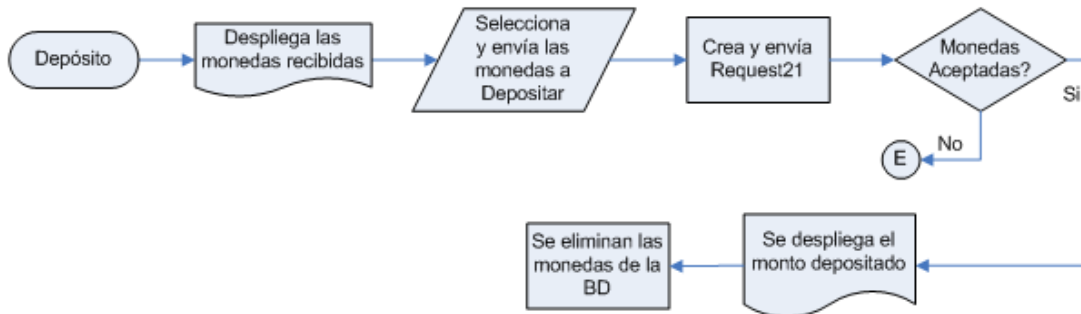 Depósito
Despliega las
monedas recibidas
Selecciona
y envía las
monedas a
Depositar
Crea y envía
Request21
Monedas
Aceptadas?
Si
No
E
Se eliminan las
monedas de la
BD
Se despliega el
monto depositado